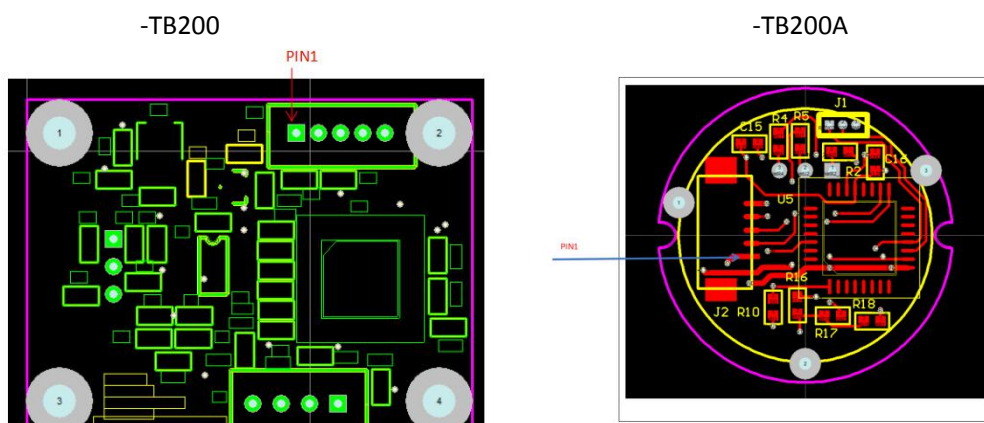 -TB200
-TB200A
PIN1
1
2
3
4
J1
R4
R5
C15
R2
C16
3
1
U5
PIN1
R16
J2
R10
R18
R17
2